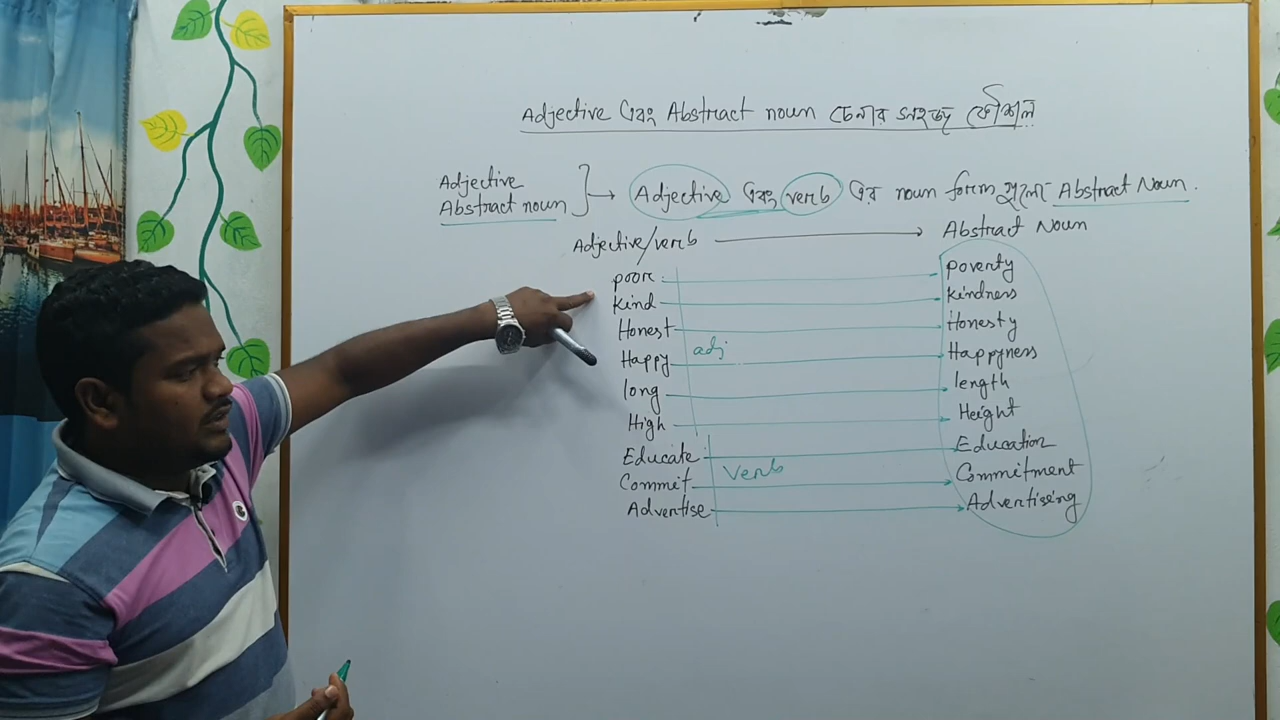 Adjective এবং Abstract noun চেনার সহজ কৌশল
Adjective
Abstract noun } → Adjective এবং verb এর noun form গুলো Abstract Noun.
Adjective/verb → Abstract Noun
poor poverty
kind kindness
Honest Honesty
Happy adj Happyness
long length
High Height
Educate Education
Commit verb Commitment
Advertise Advertising